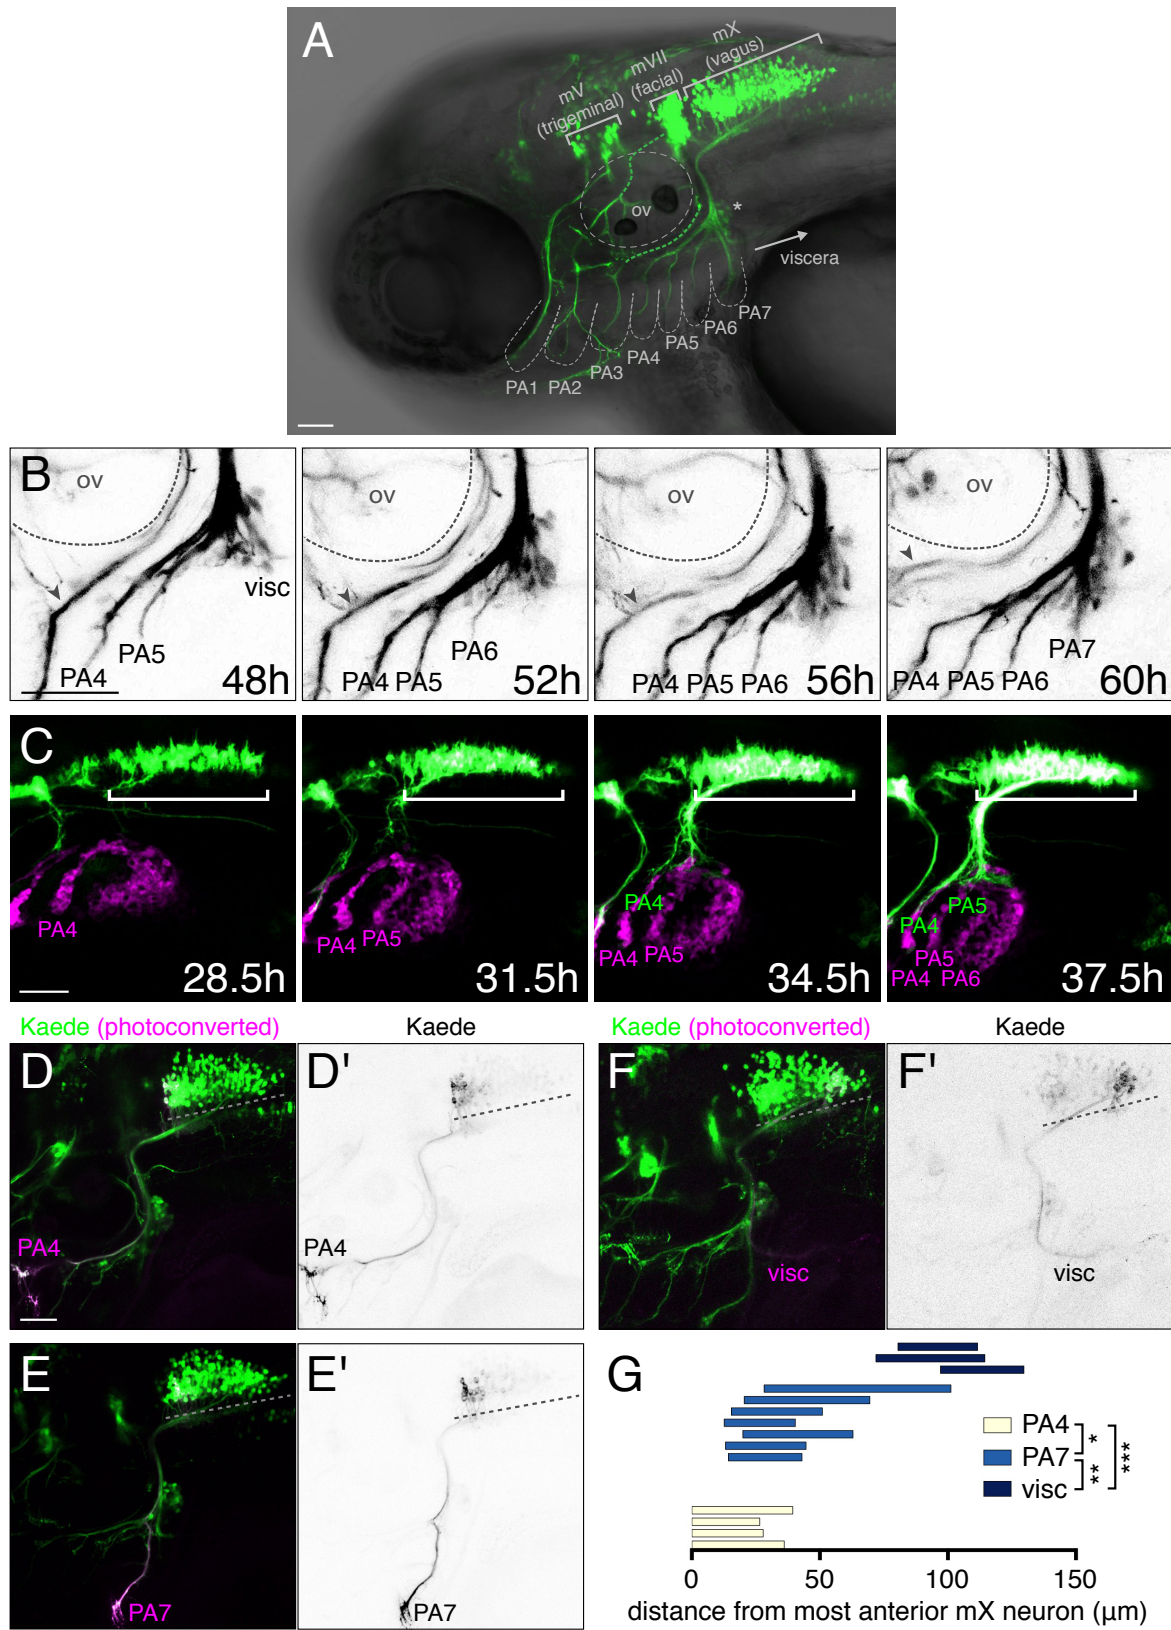 A
mV
(trigeminal)
mVII
(facial)
mX
(vagus)
ov
*
viscera
PA1
PA2
PA3
PA4
PA5
PA6
PA7
B
ov
visc
PA5
PA4
48h
ov
PA6
PA4 PA5
52h
ov
PA4 PA5 PA6
56h
ov
PA7
PA4 PA5 PA6
60h
C
PA4
28.5h
PA4 PA5
31.5h
PA4
PA4 PA5
34.5h
PA5
PA4
PA5
PA4 PA6
37.5h
Kaede (photoconverted)
Kaede
Kaede (photoconverted)
Kaede
D
PA4
D'
PA4
F
visc
F'
visc
E
PA7
E'
PA7
G
PA4
PA7
visc
*
**
***
0 50 100 150
distance from most anterior mX neuron (µm)